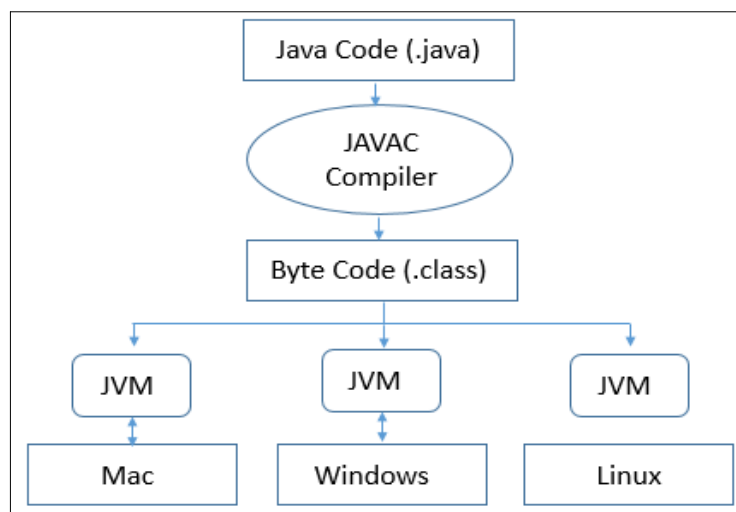 Java Code (.java)
JAVAC
Compiler
Byte Code (.class)
JVM
JVM
JVM
Mac
Windows
Linux